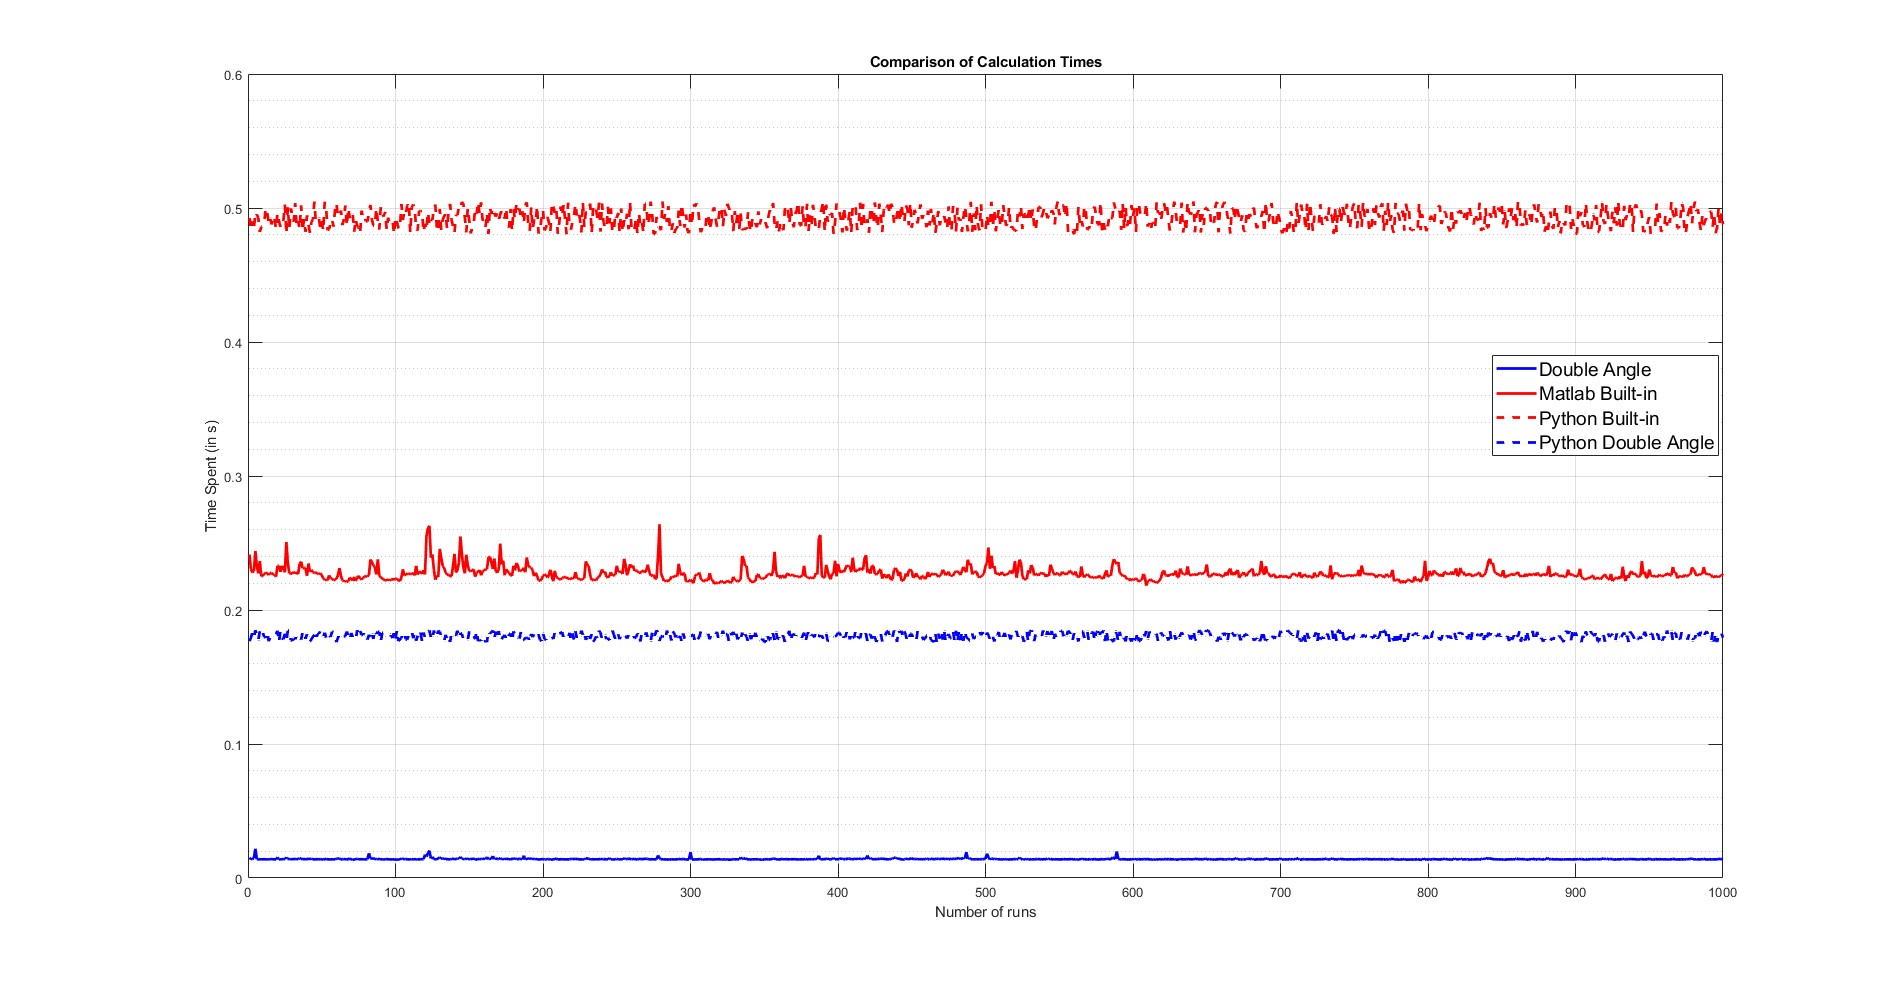 Comparison of Calculation Times
0.6
0.5
0.4
0.3
0.2
0.1
0
Time Spent (in s)
Double Angle
Matlab Built-in
Python Built-in
Python Double Angle
0 100 200 300 400 500 600 700 800 900 1000
Number of runs